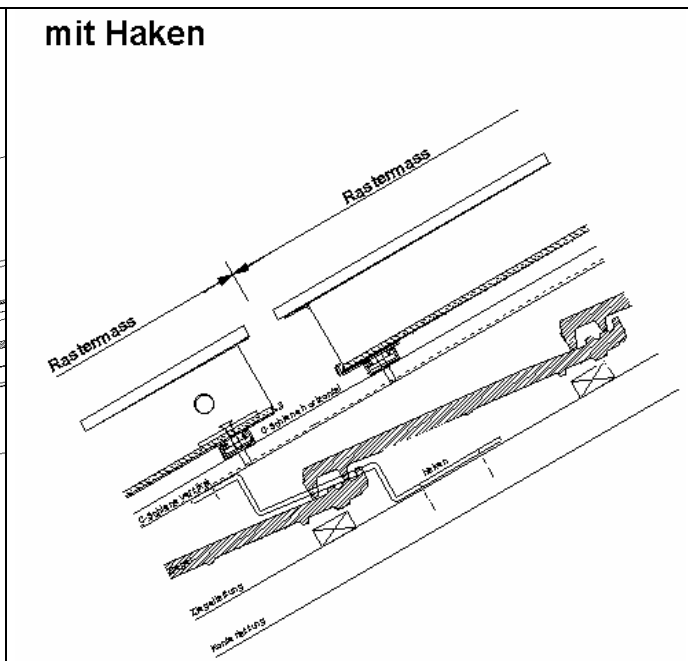 mit Haken
Rastermass
Rastermass
C-Schiene horizontal
C-Schiene vertikal
Haken
Ziegel
Ziegellattung
Konterlattung